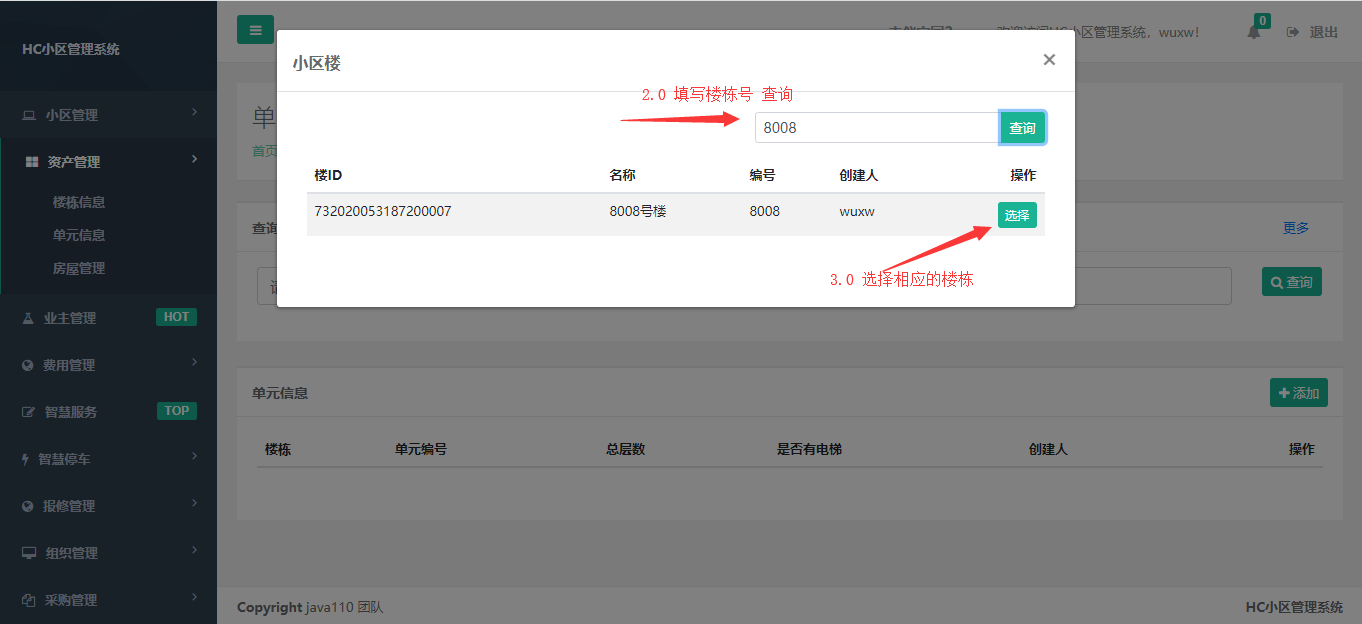 HC小区管理系统
小区管理
资产管理
楼栋信息
单元信息
房屋管理
业主管理
HOT
费用管理
智慧服务
TOP
智慧停车
报修管理
组织管理
采购管理
小区管理系统，wuxw!
0
退出
单
首页
小区楼
×
2.0 填写楼栋号 查询
8008
查询
楼ID 名称 编号 创建人 操作
732020053187200007 8008号楼 8008 wuxw 选择
3.0 选择相应的楼栋
查询
更多
查询
单元信息
添加
楼栋 单元编号 总层数 是否有电梯 创建人 操作
Copyright java110 团队
HC小区管理系统